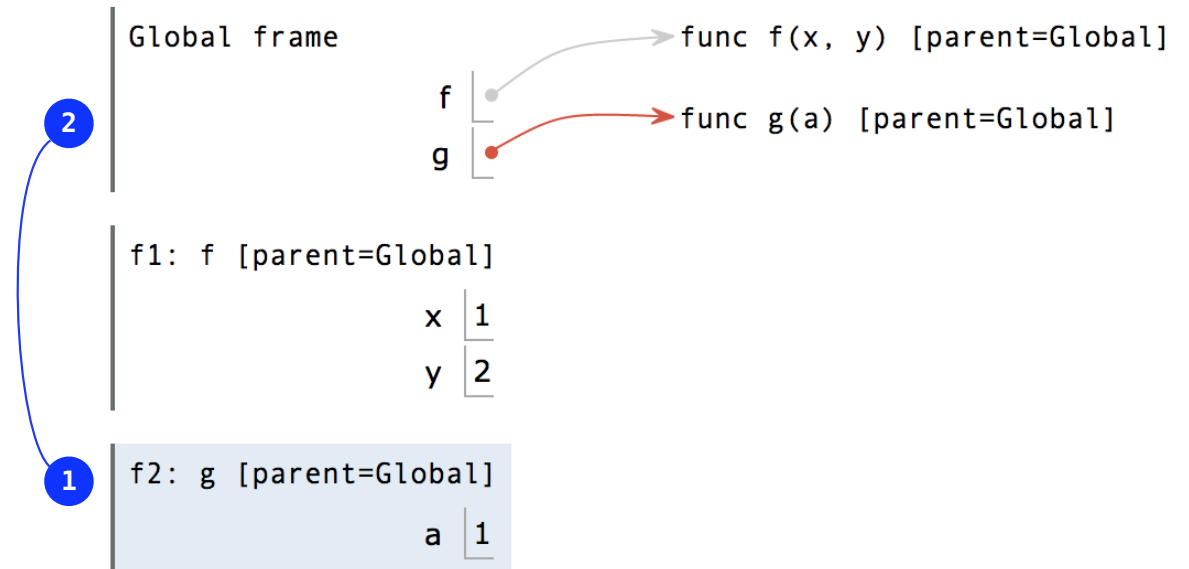 Global frame
func f(x, y) [parent=Global]
f
2
func g(a) [parent=Global]
g
f1: f [parent=Global]
x 1
y 2
1
f2: g [parent=Global]
a 1